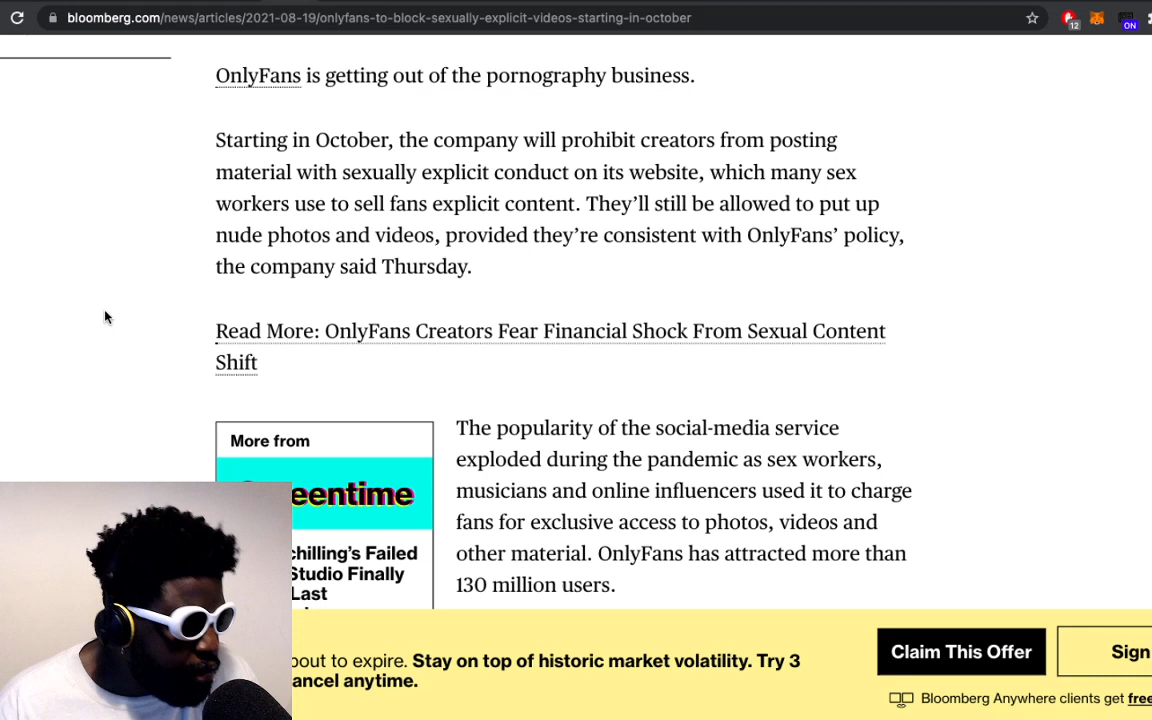 bloomberg.com/news/articles/2021-08-19/onlyfans-to-block-sexually-explicit-videos-starting-in-october
12
ON
OnlyFans is getting out of the pornography business.
Starting in October, the company will prohibit creators from posting
material with sexually explicit conduct on its website, which many sex
workers use to sell fans explicit content. They’ll still be allowed to put up
nude photos and videos, provided they’re consistent with OnlyFans’ policy,
the company said Thursday.
Read More: OnlyFans Creators Fear Financial Shock From Sexual Content
Shift
More from
The popularity of the social-media service
exploded during the pandemic as sex workers,
musicians and online influencers used it to charge
fans for exclusive access to photos, videos and
other material. OnlyFans has attracted more than
130 million users.
eentime
chilling’s Failed
Studio Finally
Last
bout to expire. Stay on top of historic market volatility. Try 3
ancel anytime.
Claim This Offer
Sign
Bloomberg Anywhere clients get free